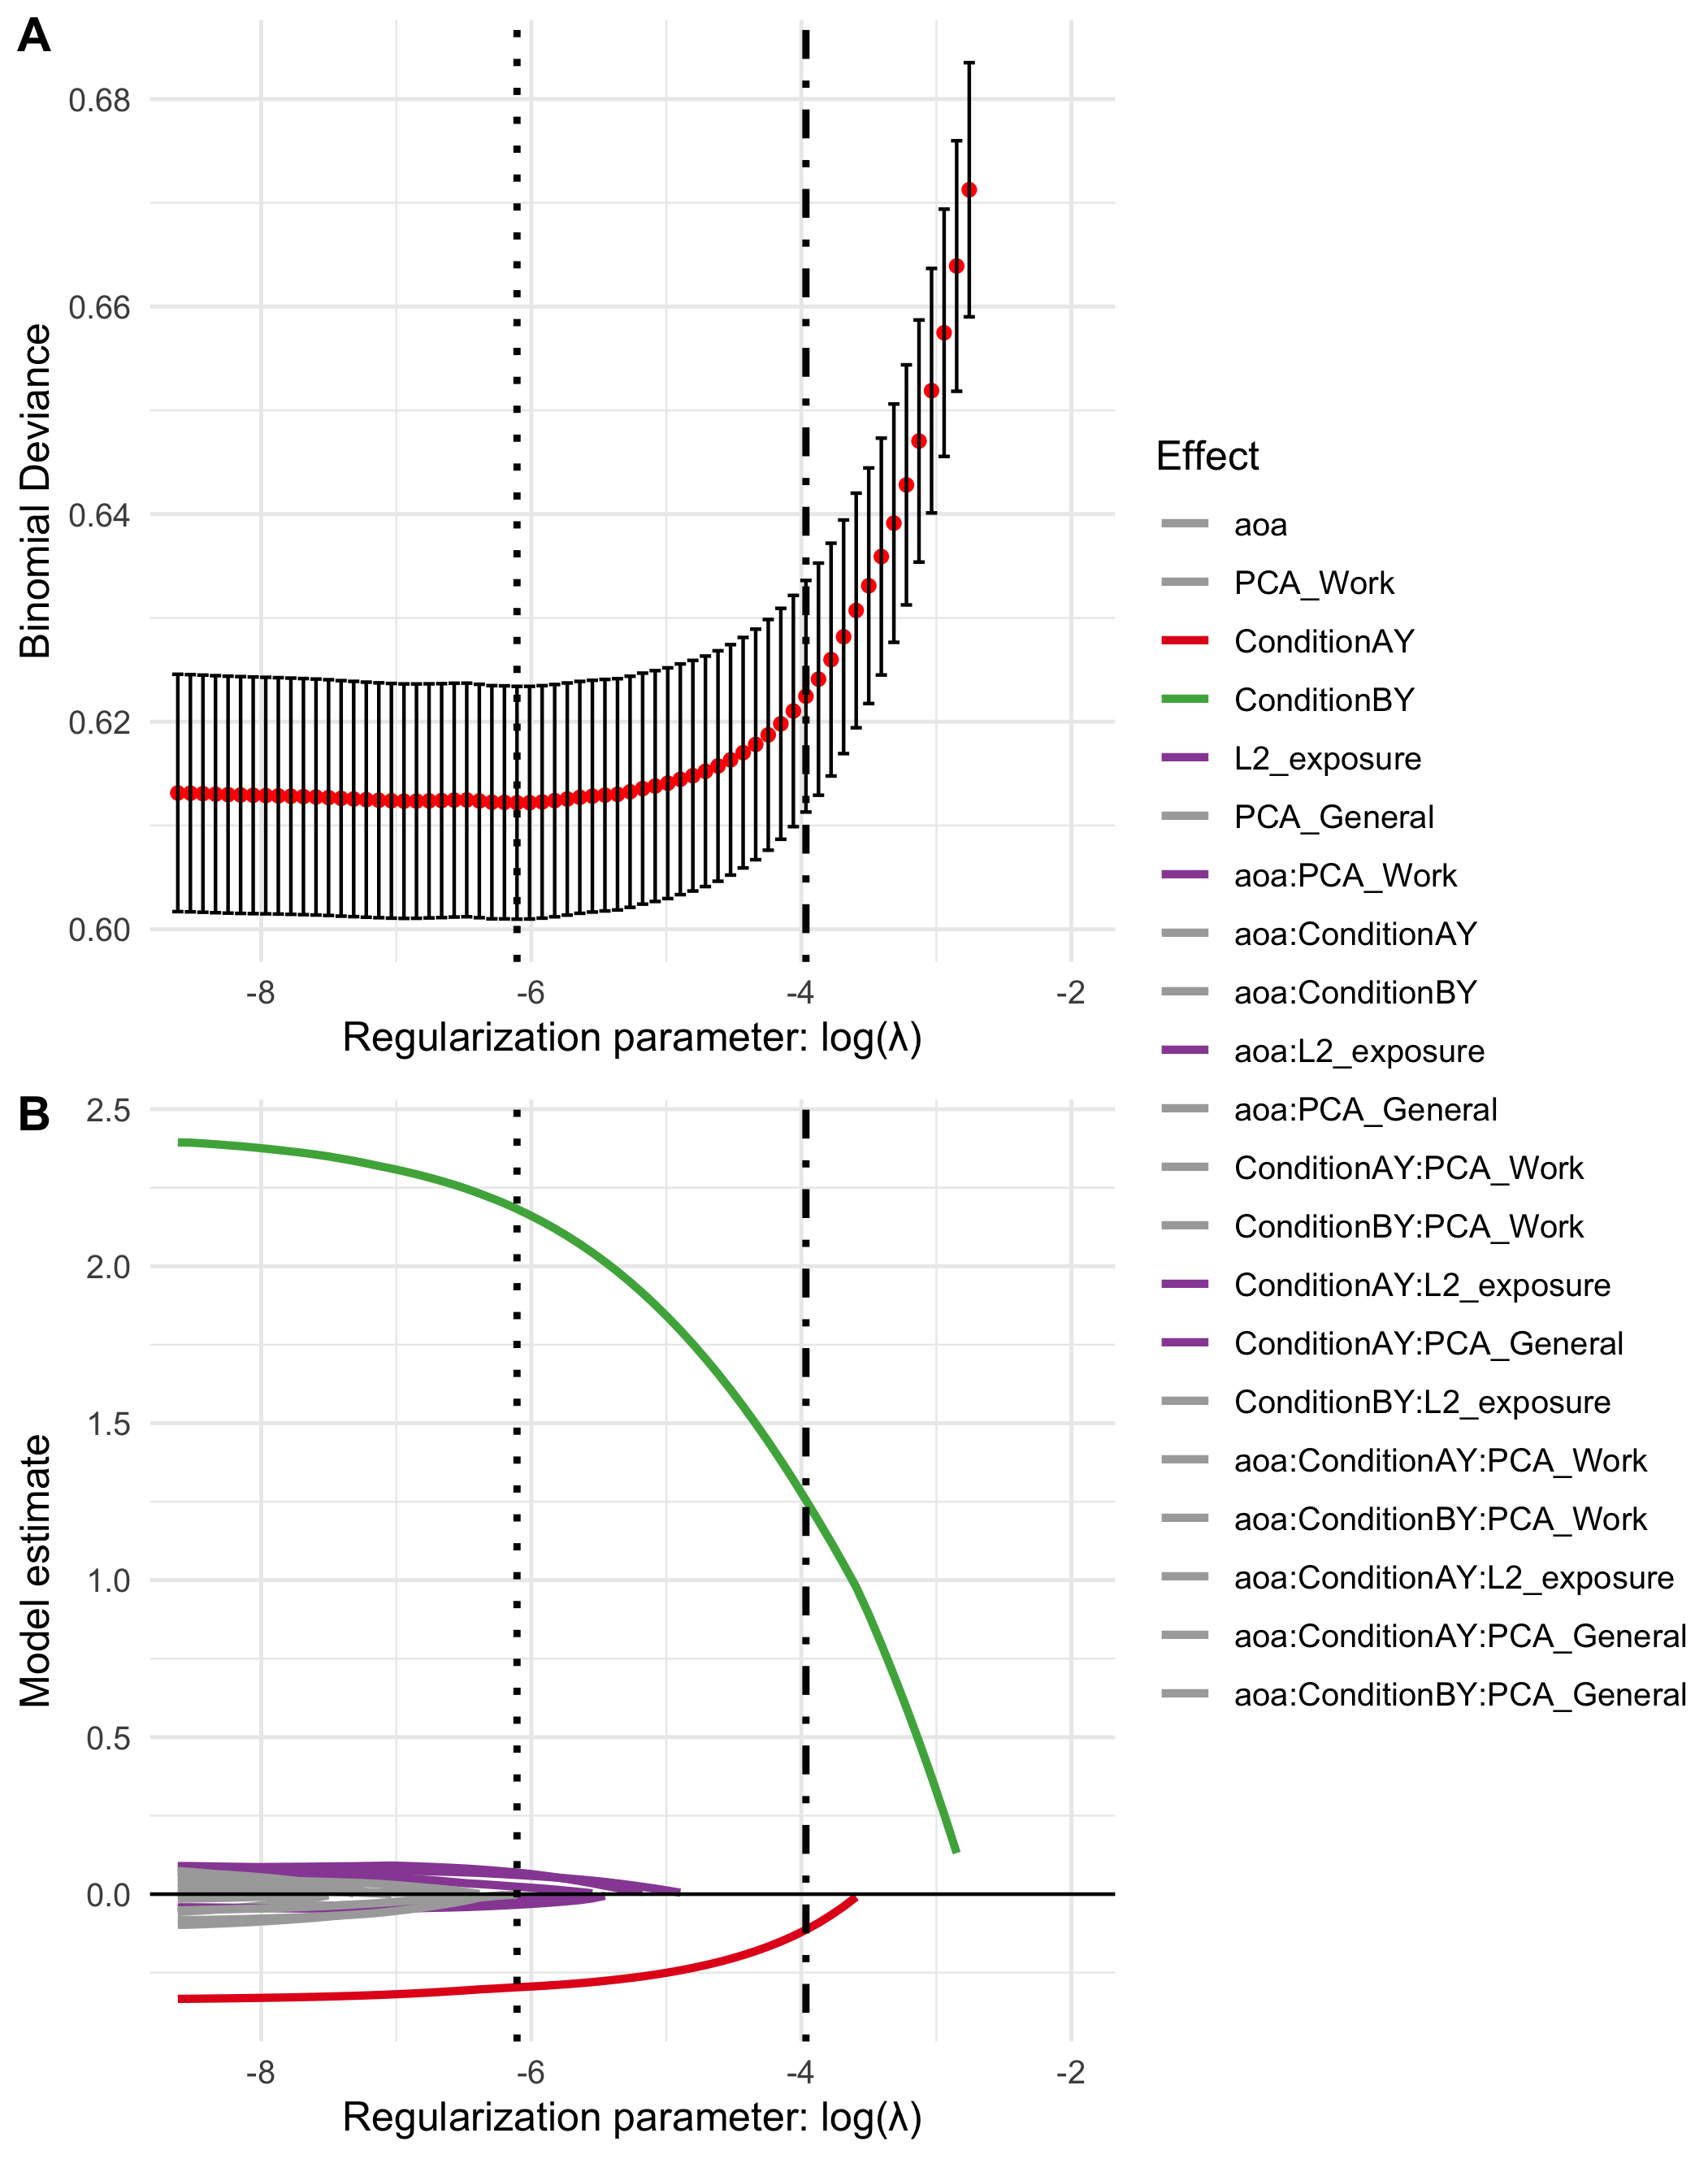 A
0.68
0.66
0.64
0.62
0.60
Binomial Deviance
-8
-6
-4
-2
Regularization parameter: log(λ)
B
2.5
2.0
1.5
1.0
0.5
0.0
Model estimate
-8
-6
-4
-2
Regularization parameter: log(λ)
Effect
aoa
PCA_Work
ConditionAY
ConditionBY
L2_exposure
PCA_General
aoa:PCA_Work
aoa:ConditionAY
aoa:ConditionBY
aoa:L2_exposure
aoa:PCA_General
ConditionAY:PCA_Work
ConditionBY:PCA_Work
ConditionAY:L2_exposure
ConditionAY:PCA_General
ConditionBY:L2_exposure
aoa:ConditionAY:PCA_Work
aoa:ConditionBY:PCA_Work
aoa:ConditionAY:L2_exposure
aoa:ConditionAY:PCA_General
aoa:ConditionBY:PCA_General